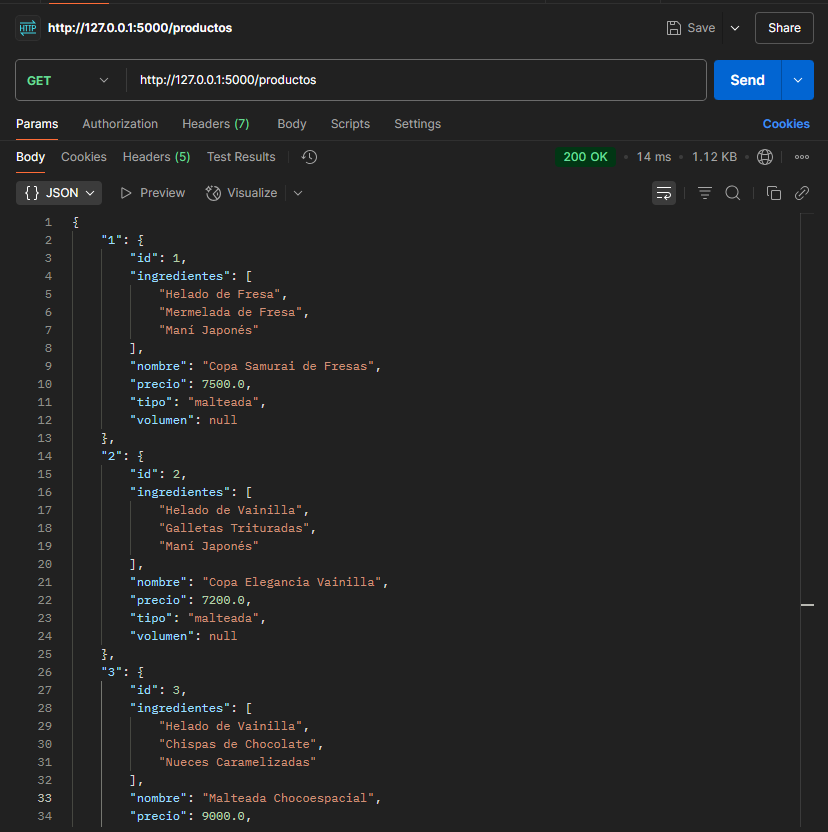 HTTP http://127.0.0.1:5000/productos Save Share
GET http://127.0.0.1:5000/productos Send
Params Authorization Headers (7) Body Scripts Settings Cookies
Body Cookies Headers (5) Test Results 200 OK • 14 ms • 1.12 KB •
{} JSON Preview Visualize
1 {
2 "1": {
3 "id": 1,
4 "ingredientes": [
5 "Helado de Fresa",
6 "Mermelada de Fresa",
7 "Maní Japonés"
8 ],
9 "nombre": "Copa Samurai de Fresas",
10 "precio": 7500.0,
11 "tipo": "malteada",
12 "volumen": null
13 },
14 "2": {
15 "id": 2,
16 "ingredientes": [
17 "Helado de Vainilla",
18 "Galletas Trituradas",
19 "Maní Japonés"
20 ],
21 "nombre": "Copa Elegancia Vainilla",
22 "precio": 7200.0,
23 "tipo": "malteada",
24 "volumen": null
25 },
26 "3": {
27 "id": 3,
28 "ingredientes": [
29 "Helado de Vainilla",
30 "Chispas de Chocolate",
31 "Nueces Caramelizadas"
32 ],
33 "nombre": "Malteada Chocoespacial",
34 "precio": 9000.0,